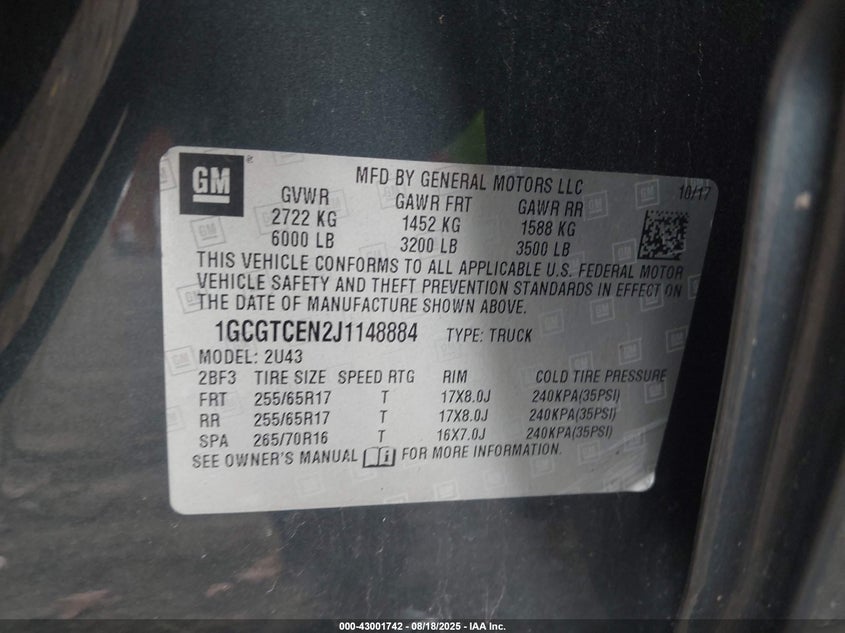 GM
MFD BY GENERAL MOTORS LLC
10/17
GVWR GAWR FRT GAWR RR
2722 KG 1452 KG 1588 KG
6000 LB 3200 LB 3500 LB
THIS VEHICLE CONFORMS TO ALL APPLICABLE U.S. FEDERAL MOTOR
VEHICLE SAFETY AND THEFT PREVENTION STANDARDS IN EFFECT ON
THE DATE OF MANUFACTURE SHOWN ABOVE.
1GCGTCEN2J1148884 TYPE: TRUCK
MODEL: 2U43
2BF3 TIRE SIZE SPEED RTG RIM COLD TIRE PRESSURE
FRT 255/65R17 T 17X8.0J 240KPA(35PSI)
RR 255/65R17 T 17X8.0J 240KPA(35PSI)
SPA 265/70R16 T 16X7.0J 240KPA(35PSI)
SEE OWNER'S MANUAL i FOR MORE INFORMATION.
000-43001742 - 08/18/2025 - IAA Inc.